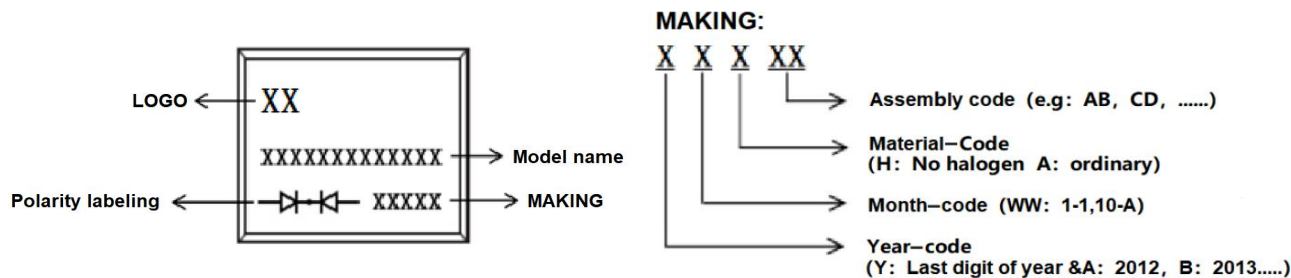 LOGO
XX
XXXXXXXXXXXXX
Model name
Polarity labeling
XXXXX
MAKING
MAKING:
X X X XX
Assembly code (e.g: AB, CD, ......)
Material-Code
(H: No halogen A: ordinary)
Month-code (WW: 1-1,10-A)
Year-code
(Y: Last digit of year &A: 2012, B: 2013.....)